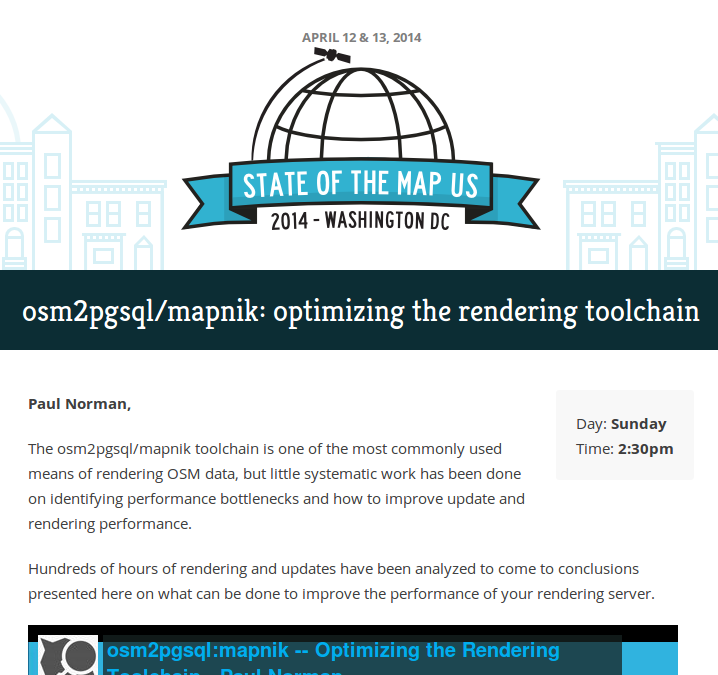 APRIL 12 & 13, 2014
STATE OF THE MAP US
2014 - WASHINGTON DC
osm2pgsql/mapnik: optimizing the rendering toolchain
Paul Norman,
Day: Sunday
Time: 2:30pm
The osm2pgsql/mapnik toolchain is one of the most commonly used
means of rendering OSM data, but little systematic work has been done
on identifying performance bottlenecks and how to improve update and
rendering performance.
Hundreds of hours of rendering and updates have been analyzed to come to conclusions
presented here on what can be done to improve the performance of your rendering server.
osm2pgsql:mapnik -- Optimizing the Rendering
Toolchain - Paul Norman